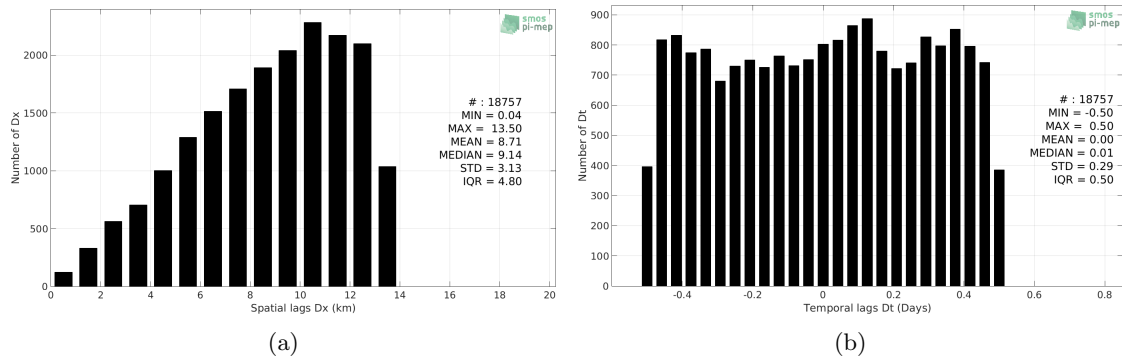 smos
pi-mep
2000
1500
1000
500
0
Number of Dx
# : 18757
MIN = 0.04
MAX = 13.50
MEAN = 8.71
MEDIAN = 9.14
STD = 3.13
IQR = 4.80
0 2 4 6 8 10 12 14 16 18 20
Spatial lags Dx (km)
(a)
smos
pi-mep
900
800
700
600
500
400
300
200
100
0
Number of Dt
# : 18757
MIN = -0.50
MAX = 0.50
MEAN = 0.00
MEDIAN = 0.01
STD = 0.29
IQR = 0.50
-0.4 -0.2 0 0.2 0.4 0.6 0.8
Temporal lags Dt (Days)
(b)